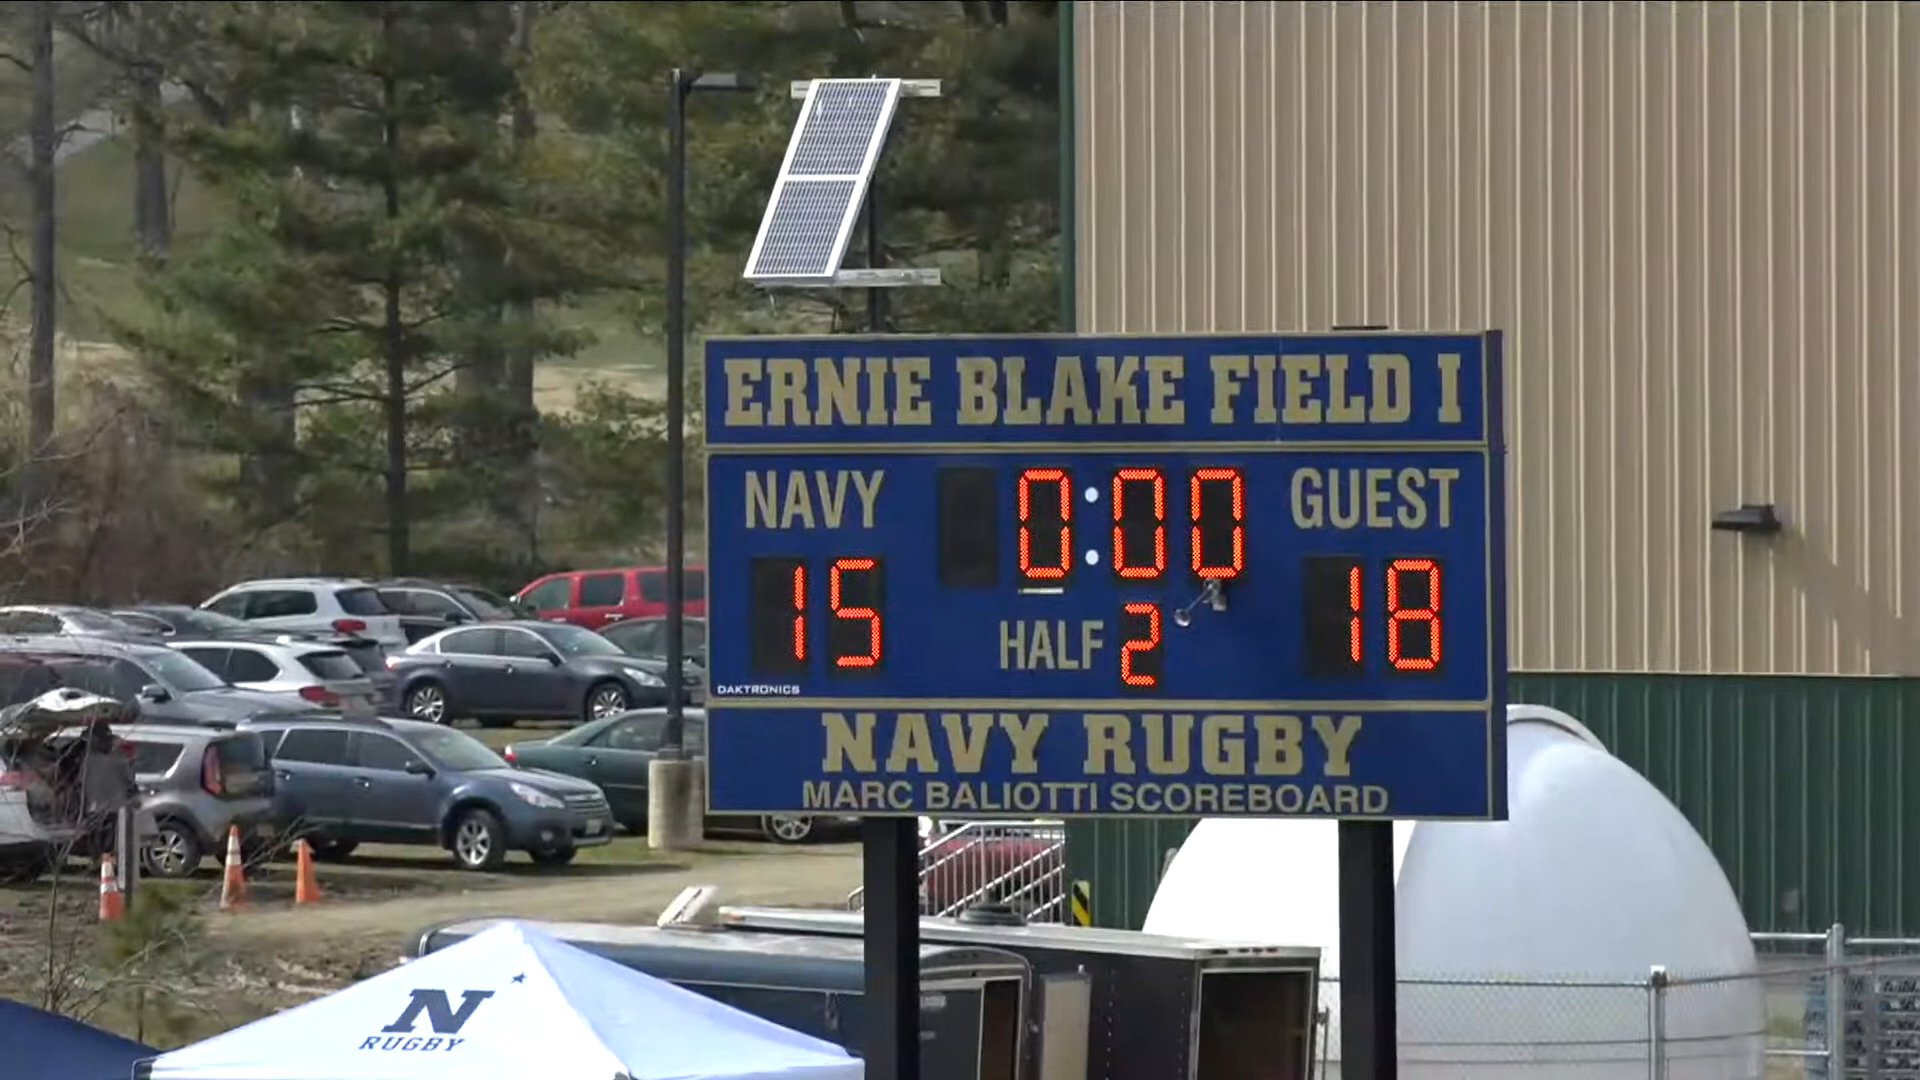 ERNIE BLAKE FIELD I
NAVY 0:00 GUEST
15 HALF 2 18
DAKTRONICS
NAVY RUGBY
MARC BALIOTTI SCOREBOARD
N
RUGBY